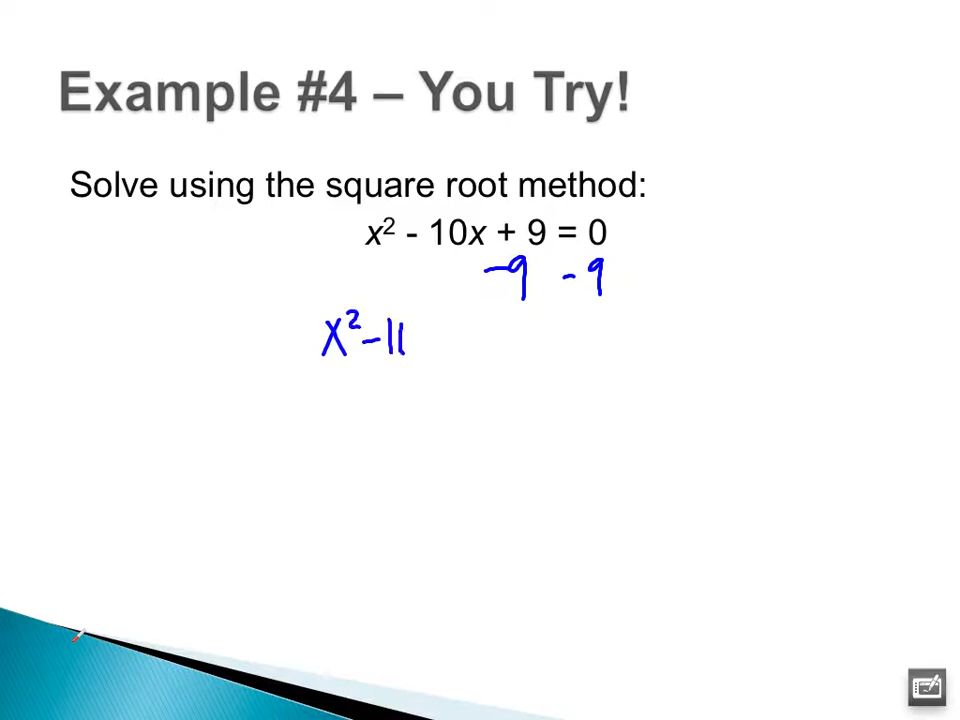 Example #4 – You Try!
Solve using the square root method:
x² - 10x + 9 = 0
-9 -9
x² - 11